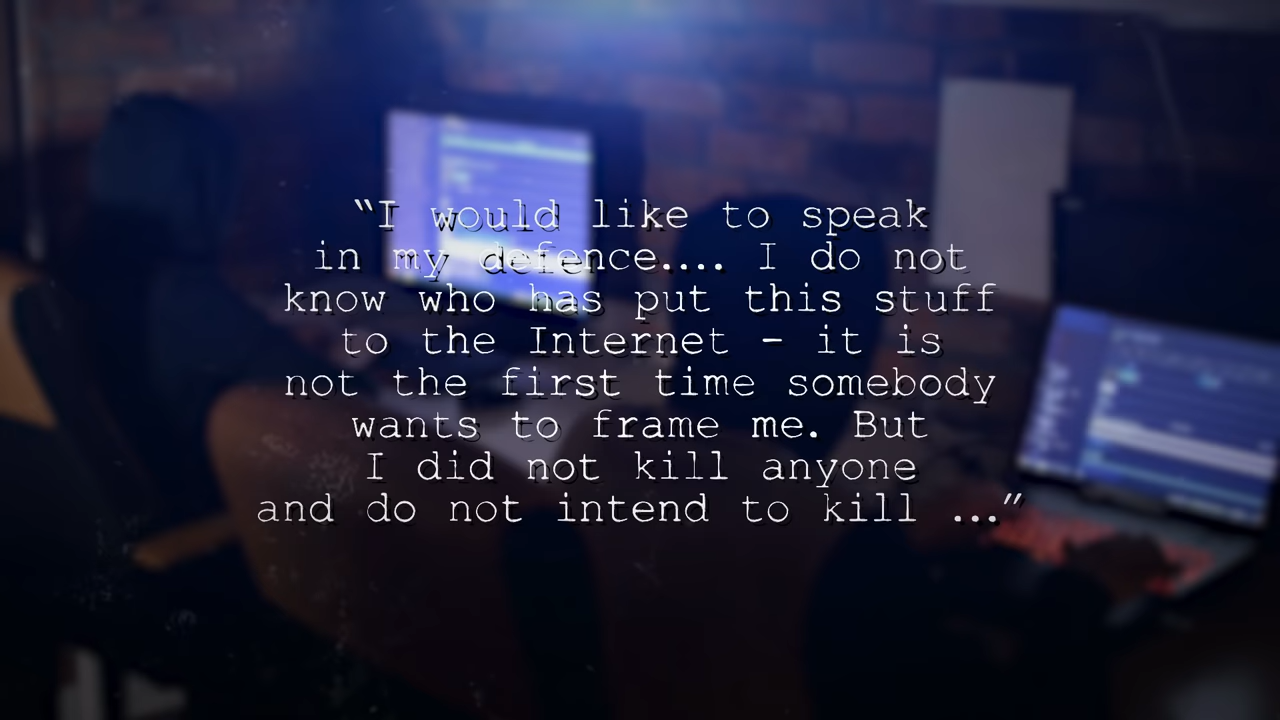 “I would like to speak
in my defence.... I do not
know who has put this stuff
to the Internet - it is
not the first time somebody
wants to frame me. But
I did not kill anyone
and do not intend to kill ...”